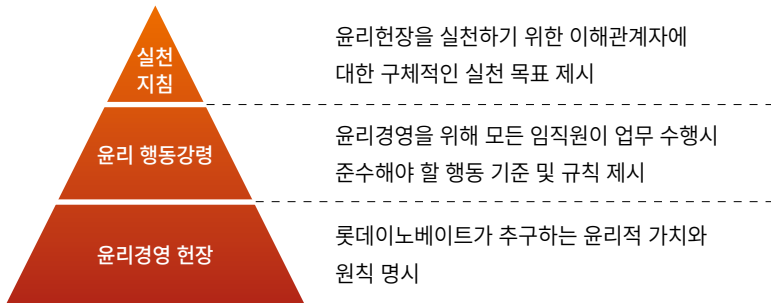 실천
지침
윤리헌장을 실천하기 위한 이해관계자에
대한 구체적인 실천 목표 제시
윤리 행동강령
윤리경영을 위해 모든 임직원이 업무 수행시
준수해야 할 행동 기준 및 규칙 제시
윤리경영 헌장
롯데이노베이트가 추구하는 윤리적 가치와
원칙 명시